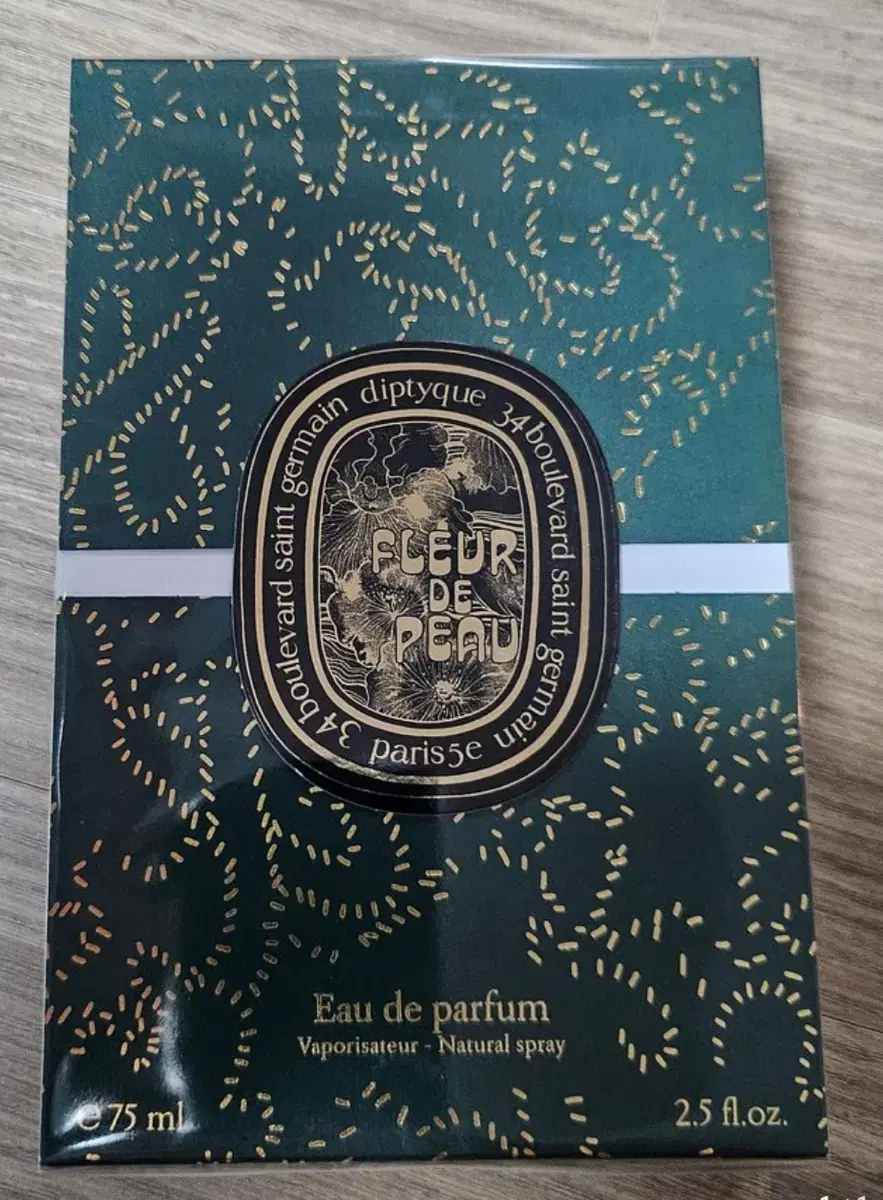 diptyque
34 boulevard saint germain
paris5e
34 boulevard saint germain
FLEUR
DE
PEAU
Eau de parfum
Vaporisateur - Natural spray
℮ 75 ml
2.5 fl.oz.